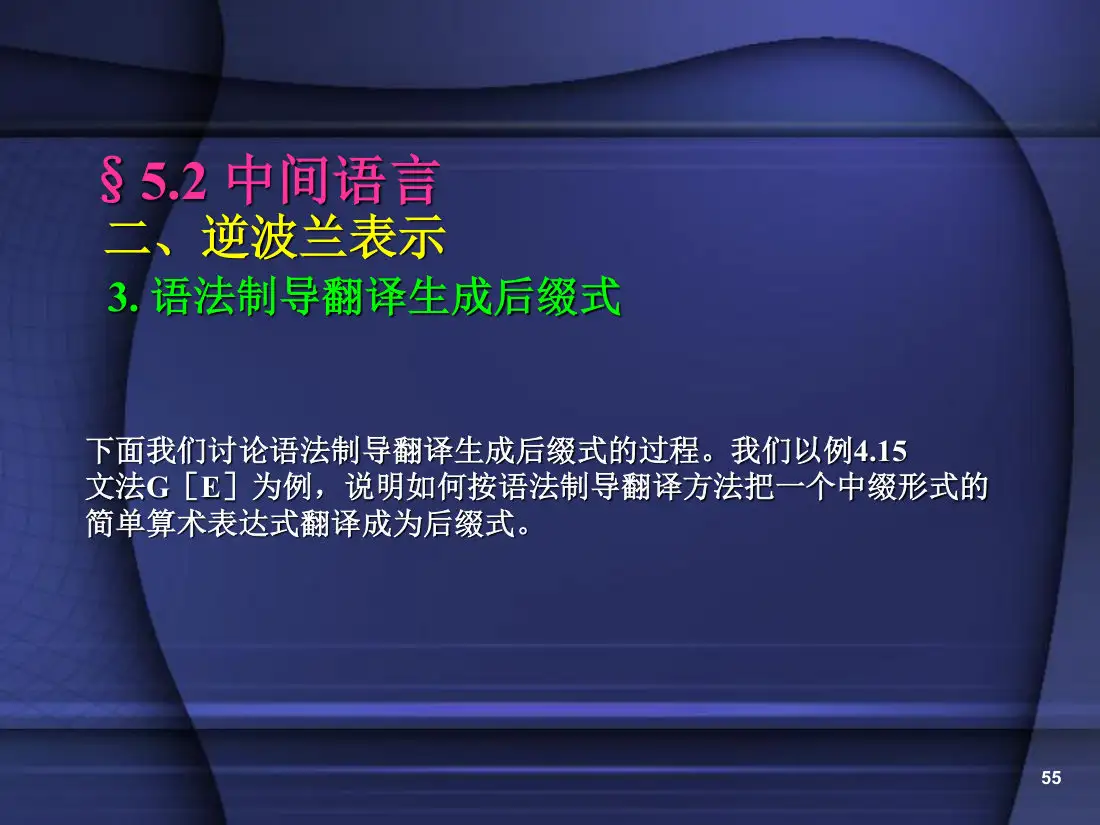 §5.2 中间语言
二、逆波兰表示
3. 语法制导翻译生成后缀式
下面我们讨论语法制导翻译生成后缀式的过程。我们以例4.15
文法G［E］为例，说明如何按语法制导翻译方法把一个中缀形式的
简单算术表达式翻译成为后缀式。
55